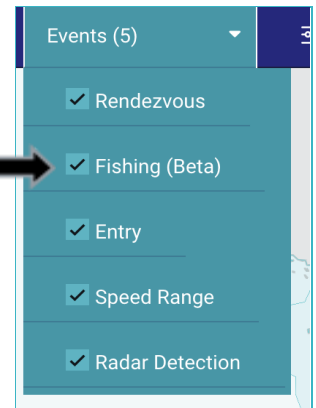 Events (5)
Rendezvous
Fishing (Beta)
Entry
Speed Range
Radar Detection